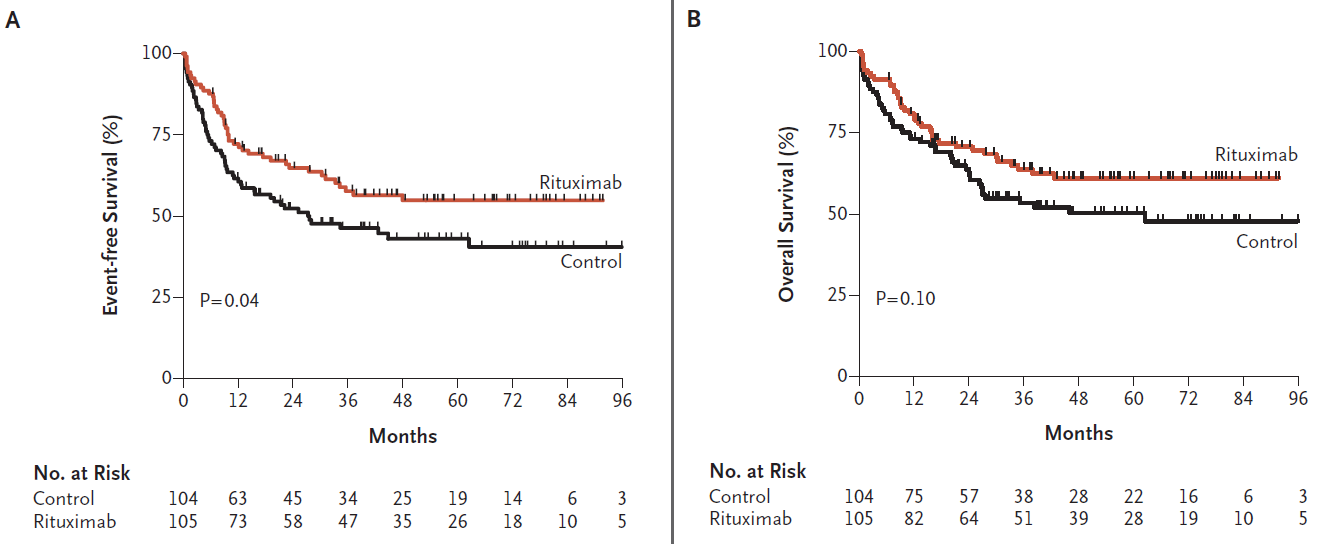 A
Event-free Survival (%)
100
75
50
25
0
Rituximab
Control
P=0.04
0 12 24 36 48 60 72 84 96
Months
No. at Risk
Control 104 63 45 34 25 19 14 6 3
Rituximab 105 73 58 47 35 26 18 10 5
B
Overall Survival (%)
100
75
50
25
0
Rituximab
Control
P=0.10
0 12 24 36 48 60 72 84 96
Months
No. at Risk
Control 104 75 57 38 28 22 16 6 3
Rituximab 105 82 64 51 39 28 19 10 5